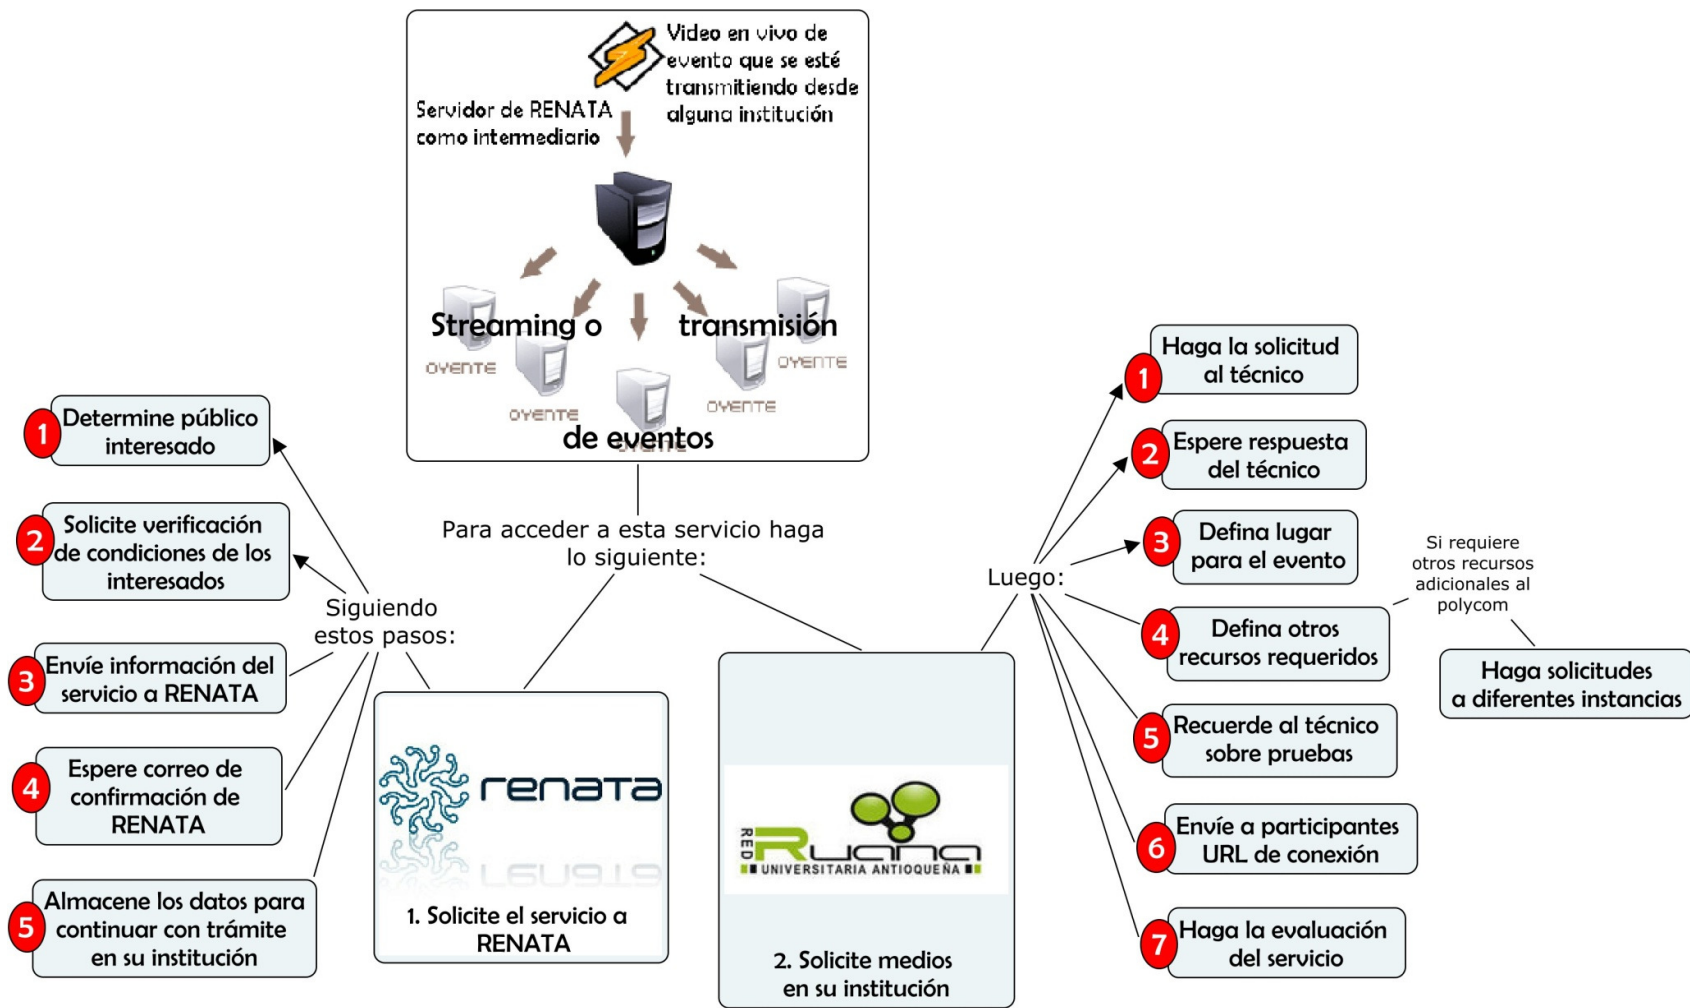 Video en vivo de
evento que se esté
transmitiendo desde
alguna institución
Servidor de RENATA
como intermediario
Streaming o transmisión
OYENTE
OYENTE
OYENTE
OYENTE
OYENTE
de eventos
Para acceder a esta servicio haga
lo siguiente:
Siguiendo
estos pasos:
1
Determine público
interesado
2
Solicite verificación
de condiciones de los
interesados
3
Envíe información del
servicio a RENATA
4
Espere correo de
confirmación de
RENATA
5
Almacene los datos para
continuar con trámite
en su institución
renata
1. Solicite el servicio a
RENATA
RED
Ruana
UNIVERSITARIA ANTIOQUEÑA
2. Solicite medios
en su institución
Luego:
1
Haga la solicitud
al técnico
2
Espere respuesta
del técnico
3
Defina lugar
para el evento
4
Defina otros
recursos requeridos
Si requiere
otros recursos
adicionales al
polycom
Haga solicitudes
a diferentes instancias
5
Recuerde al técnico
sobre pruebas
6
Envíe a participantes
URL de conexión
7
Haga la evaluación
del servicio